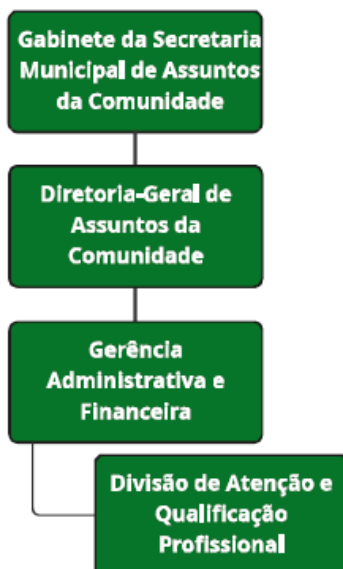 Gabinete da Secretaria
Municipal de Assuntos
da Comunidade
Diretoria-Geral de
Assuntos da
Comunidade
Gerência
Administrativa e
Financeira
Divisão de Atenção e
Qualificação
Profissional